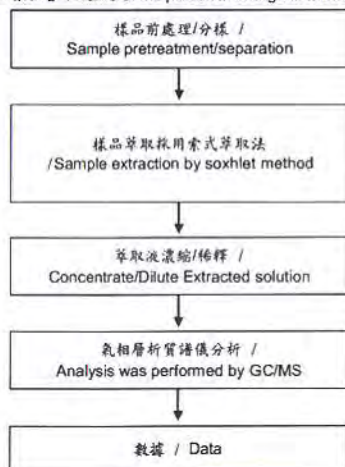 樣品前處理/分樣 /
Sample pretreatment/separation
樣品萃取採用索式萃取法
/Sample extraction by soxhlet method
萃取液濃縮/稀釋 /
Concentrate/Dilute Extracted solution
氣相層析質譜儀分析 /
Analysis was performed by GC/MS
數據 / Data